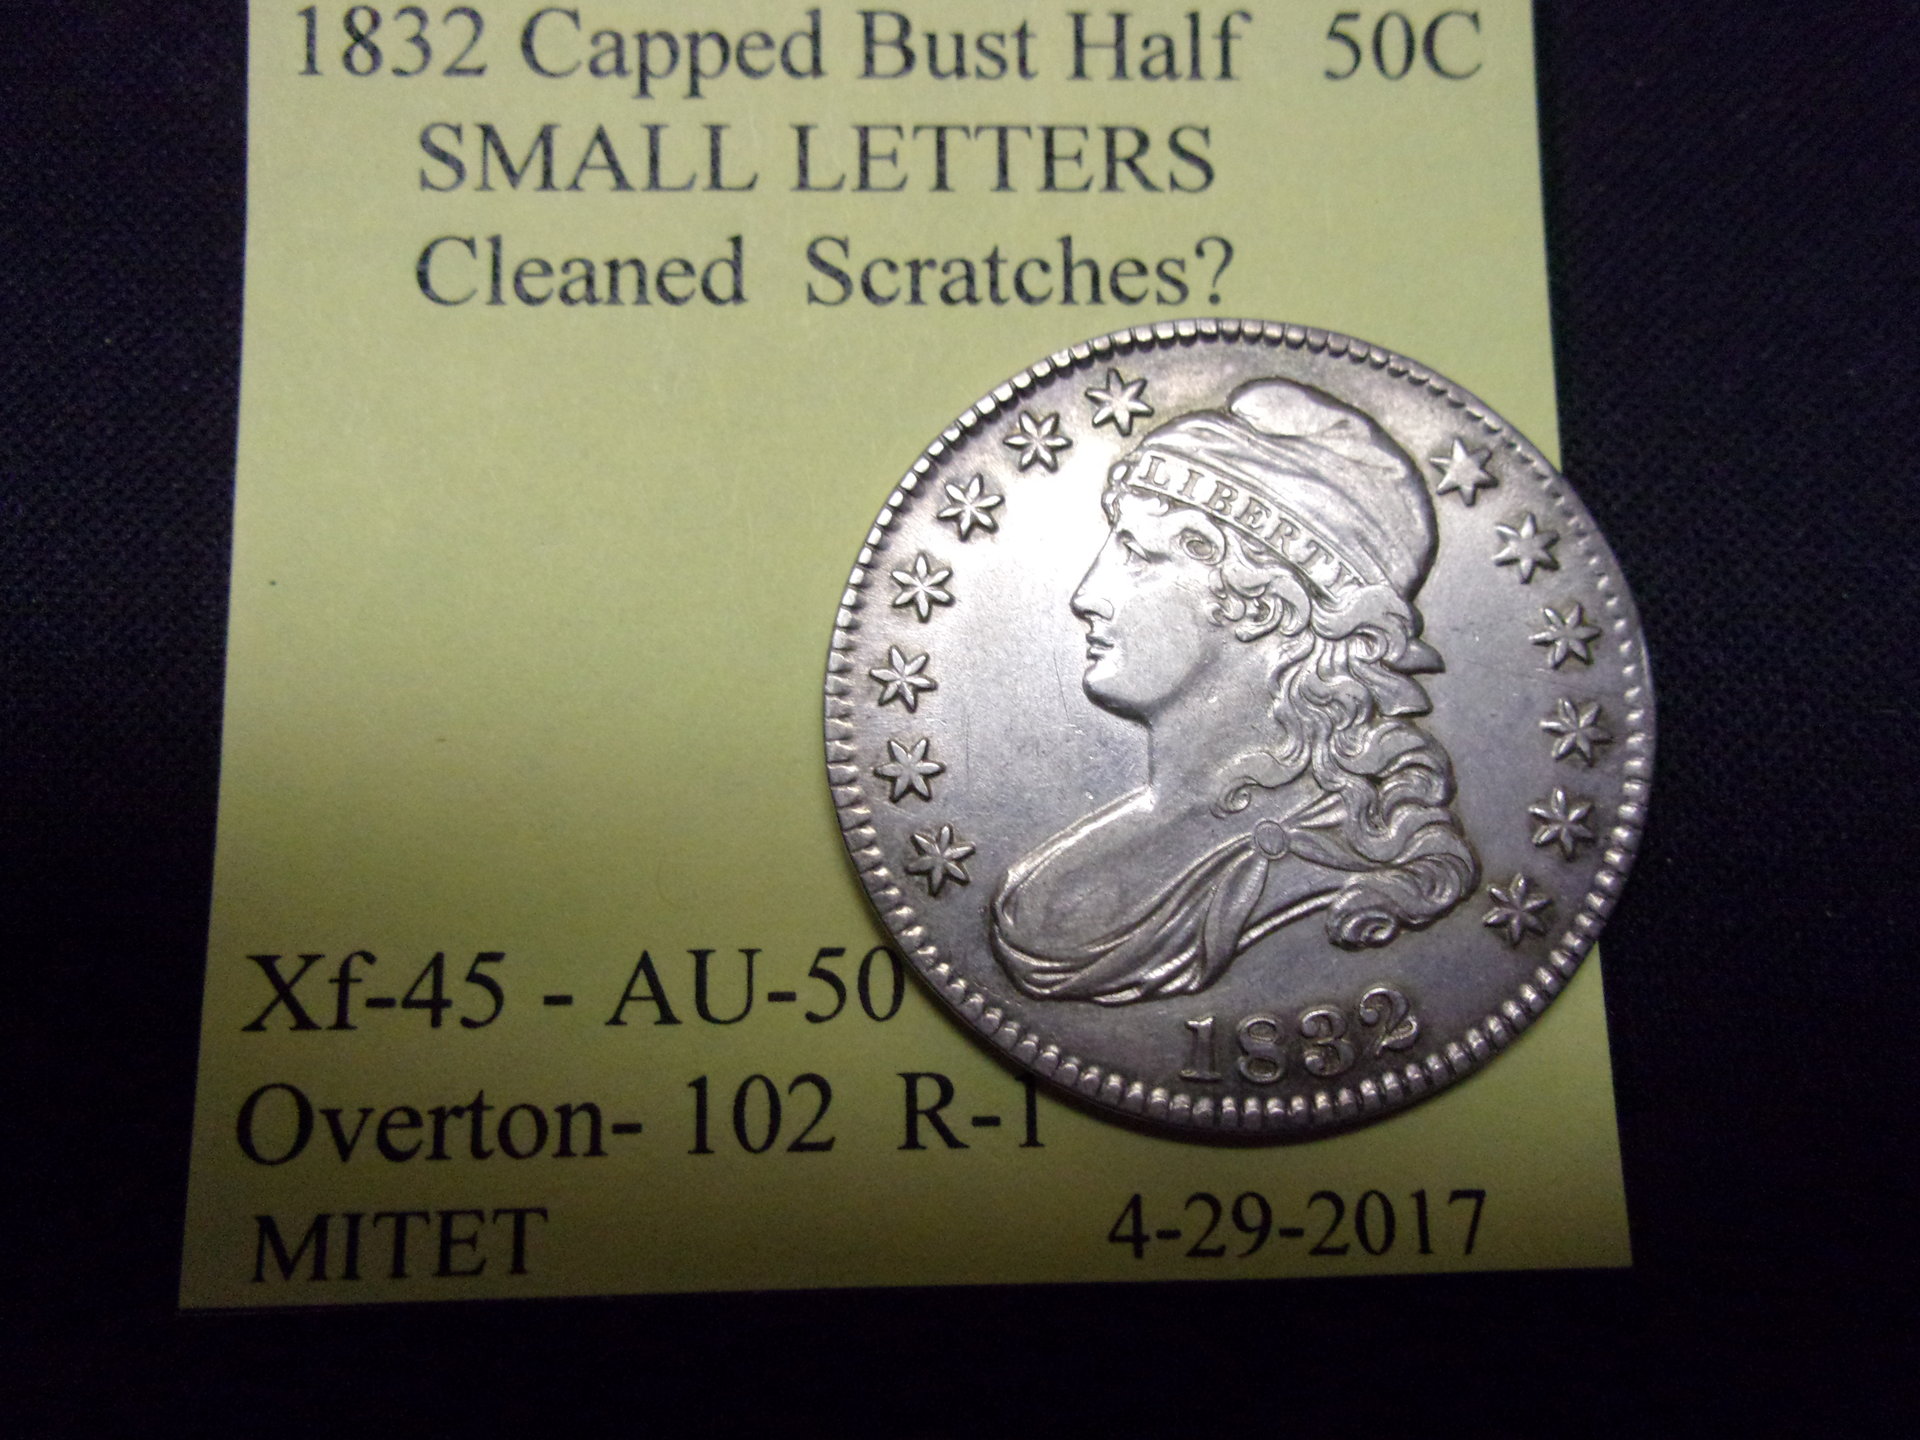 1832 Capped Bust Half 50C
SMALL LETTERS
Cleaned Scratches?
LIBERTY
1832
Xf-45 - AU-50
Overton- 102 R-1
MITET 4-29-2017